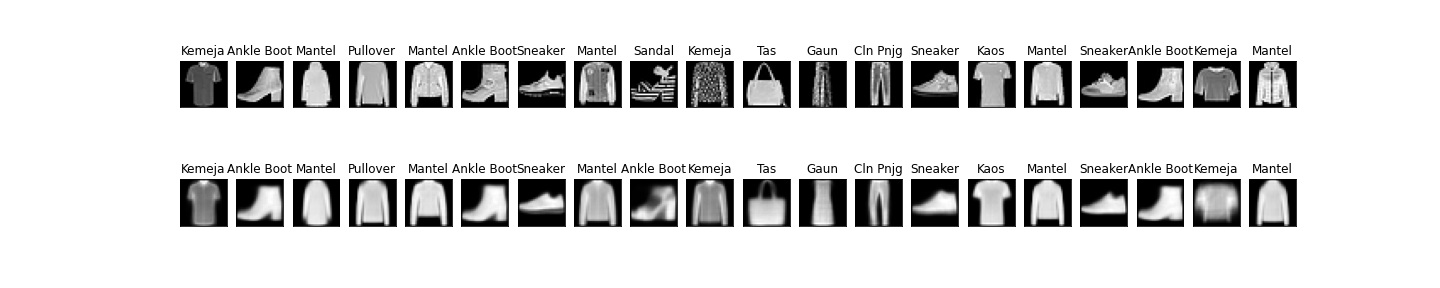 Kemeja Ankle Boot Mantel Pullover Mantel Ankle Boot Sneaker Mantel Sandal Kemeja Tas Gaun Cln Pnjg Sneaker Kaos Mantel Sneaker Ankle Boot Kemeja Mantel
Kemeja Ankle Boot Mantel Pullover Mantel Ankle Boot Sneaker Mantel Ankle Boot Kemeja Tas Gaun Cln Pnjg Sneaker Kaos Mantel Sneaker Ankle Boot Kemeja Mantel